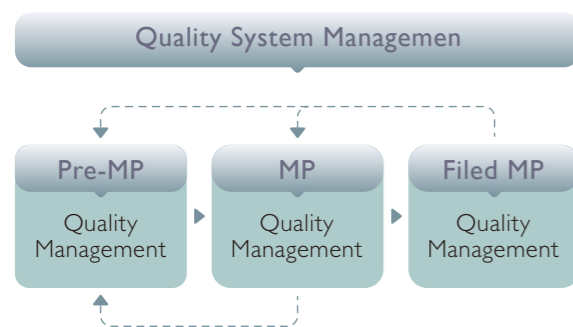 Quality System Managemen
Pre-MP
Quality
Management
MP
Quality
Management
Filed MP
Quality
Management